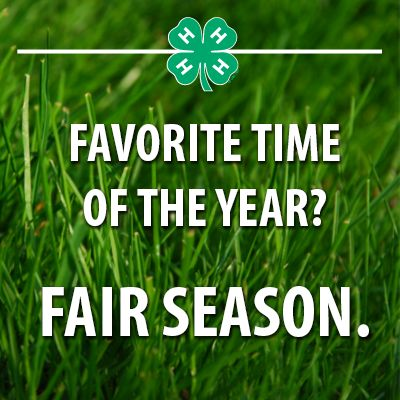 H H
H H
FAVORITE TIME
OF THE YEAR?
FAIR SEASON.